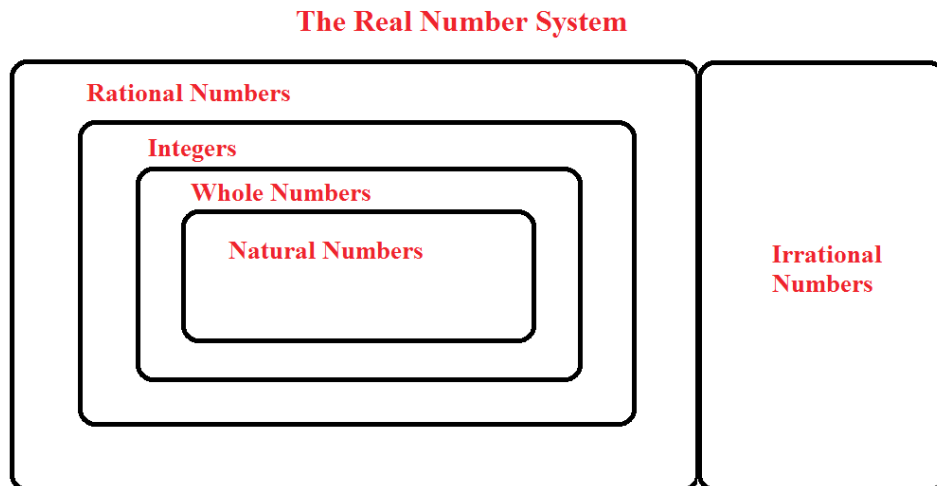 The Real Number System
Rational Numbers
Integers
Whole Numbers
Natural Numbers
Irrational
Numbers